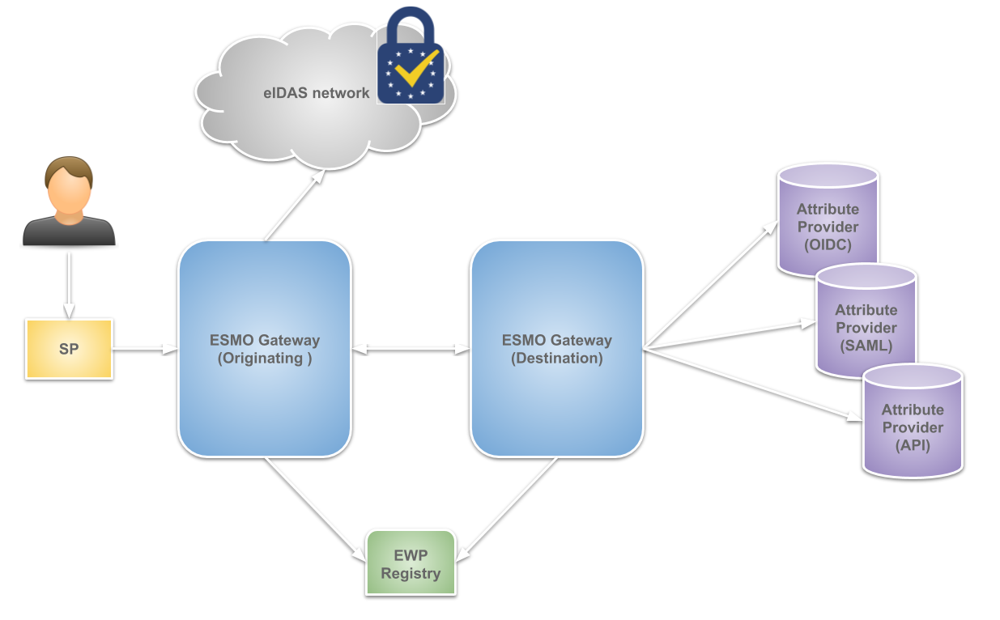 eIDAS network
SP
ESMO Gateway
(Originating )
ESMO Gateway
(Destination)
Attribute
Provider
(OIDC)
Attribute
Provider
(SAML)
Attribute
Provider
(API)
EWP
Registry